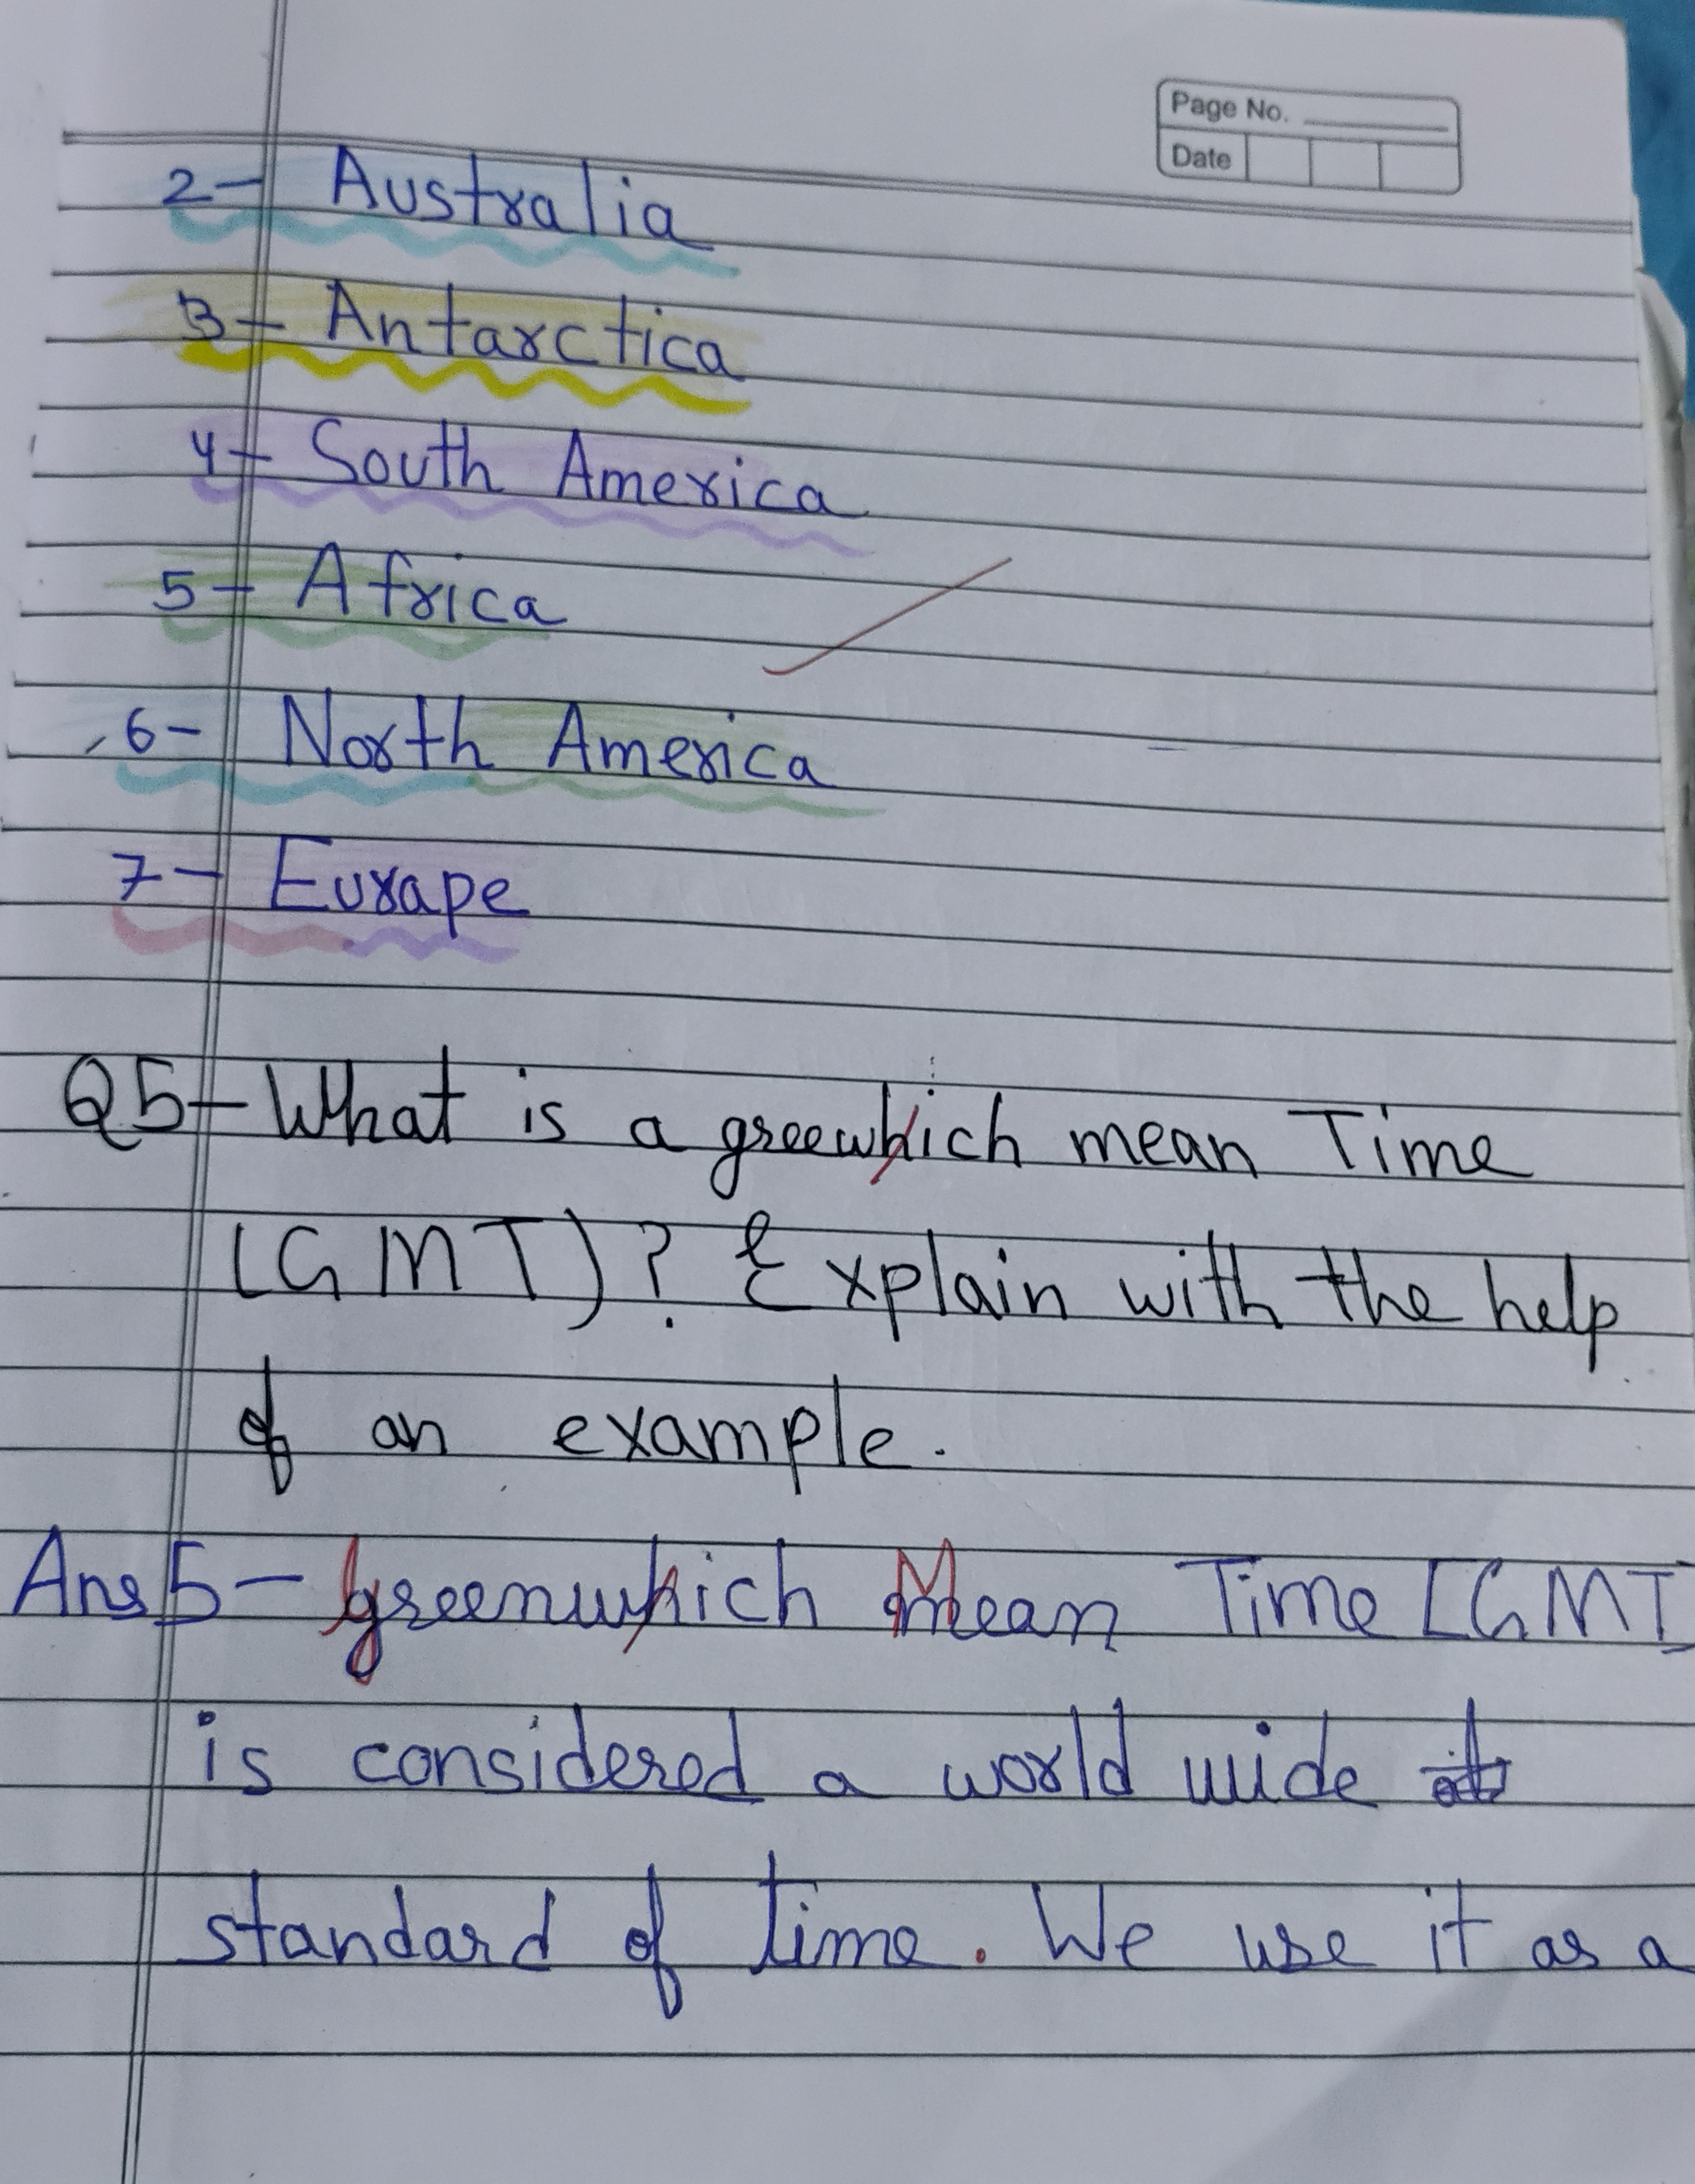 Page No.
Date
2- Australia
3- Antarctica
4- South America
5- Africa
6- North America
7- Eurape
Q5- What is a greewhich mean Time
(GMT)? Explain with the help
of an example.
Ans 5- Greenwhich Mean Time [GMT]
is considered a world wide
standard of time. We use it as a